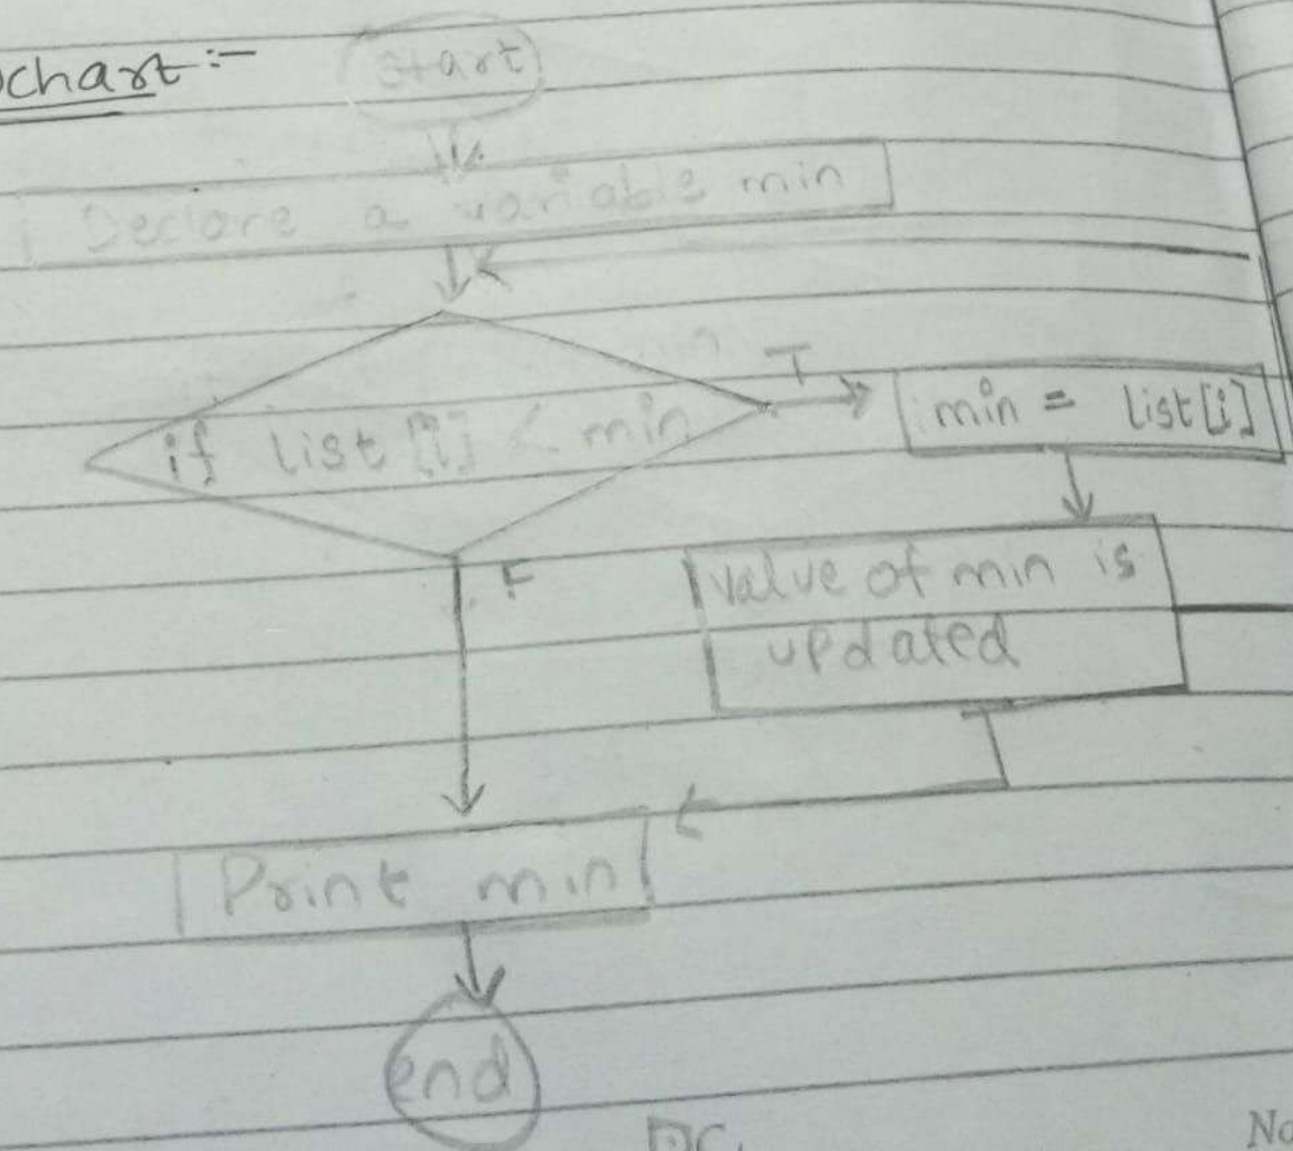 chart :-
Start
Declare a variable min
if list [i] < min
T
min = list[i]
F
value of min is
updated
Print min
end